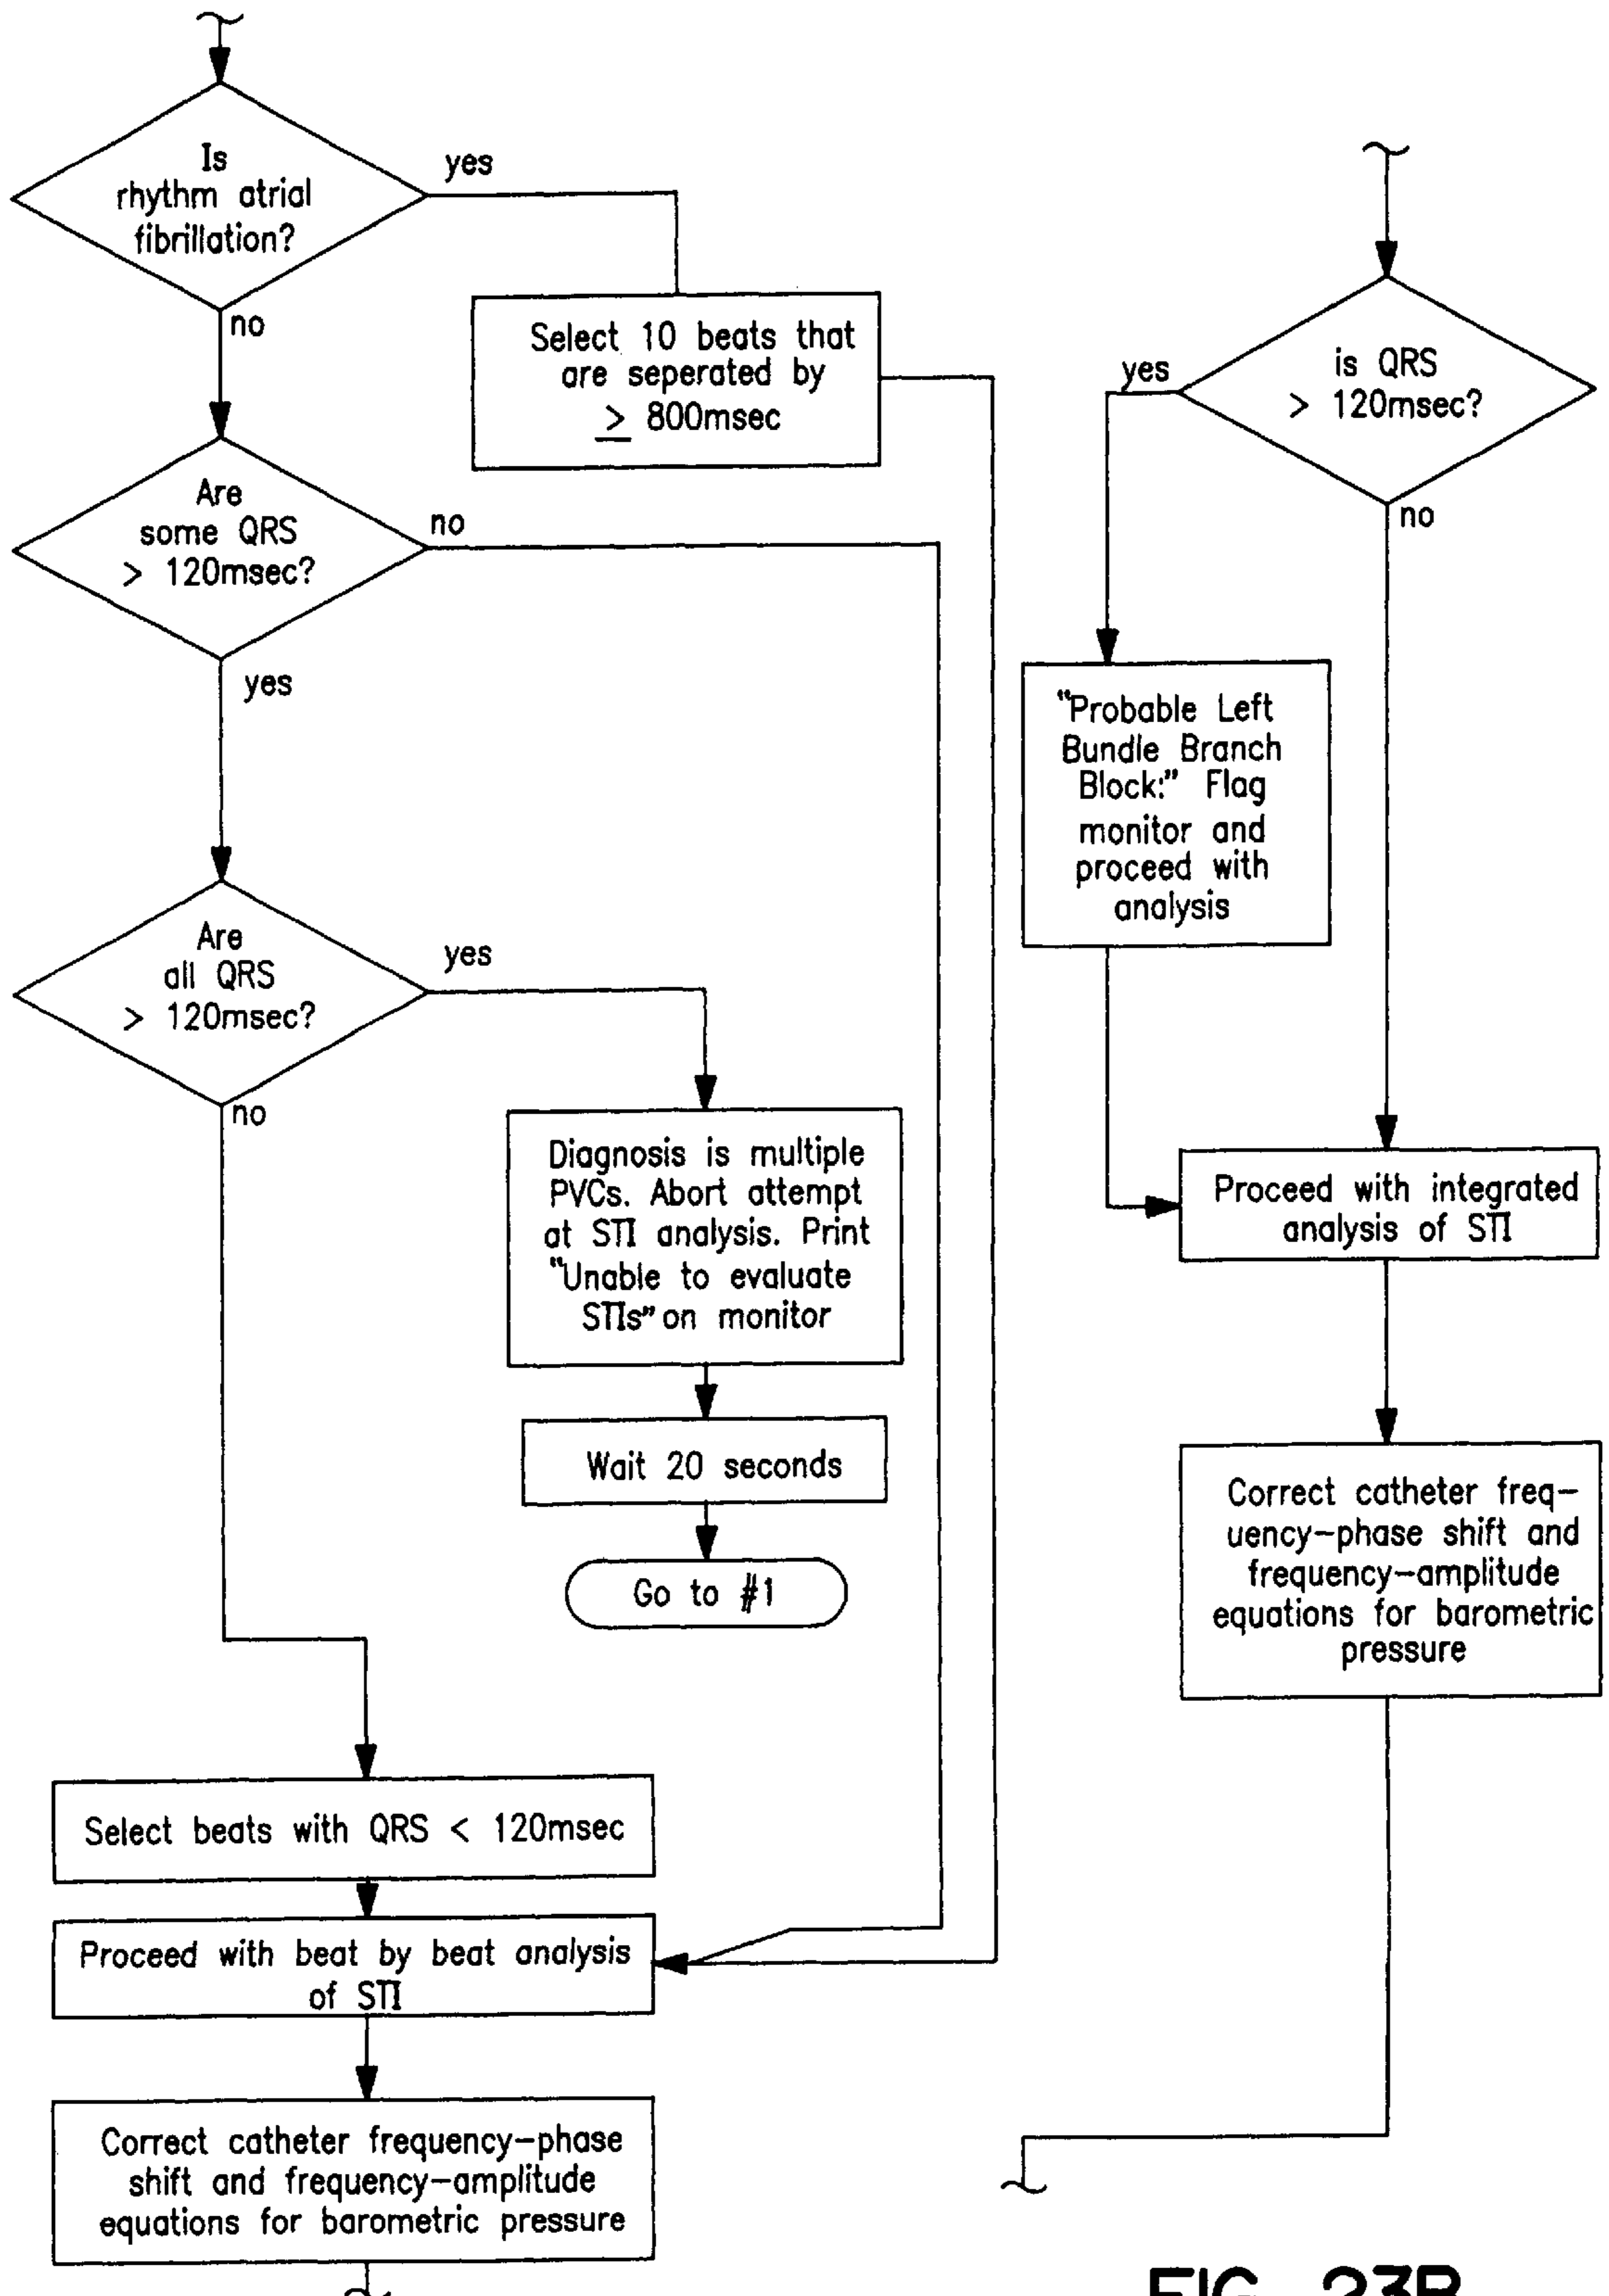 Is
rhythm atrial
fibrillation?
yes
no
Select 10 beats that
are seperated by
≥ 800msec
Are
some QRS
> 120msec?
no
yes
Are
all QRS
> 120msec?
yes
no
Diagnosis is multiple
PVCs. Abort attempt
at STI analysis. Print
"Unable to evaluate
STIs" on monitor
Wait 20 seconds
Go to #1
Select beats with QRS < 120msec
Proceed with beat by beat analysis
of STI
Correct catheter frequency-phase
shift and frequency-amplitude
equations for barometric pressure
is QRS
> 120msec?
yes
no
"Probable Left
Bundle Branch
Block:" Flag
monitor and
proceed with
analysis
Proceed with integrated
analysis of STI
Correct catheter freq-
uency-phase shift and
frequency-amplitude
equations for barometric
pressure
FIG. 23B